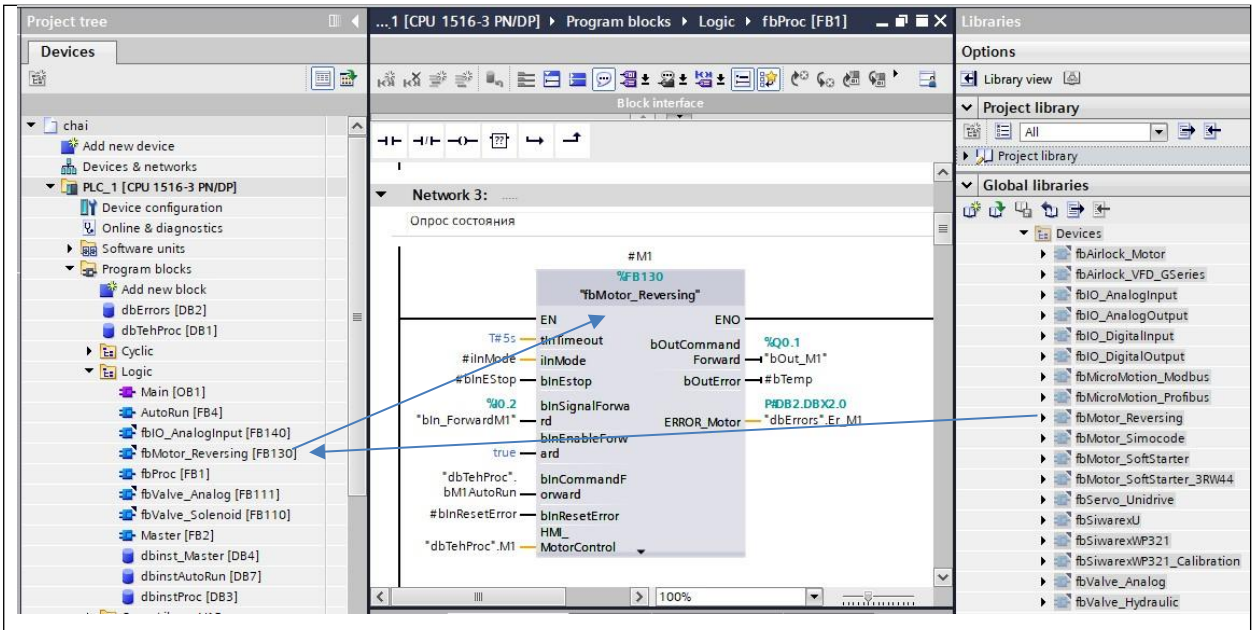 Project tree
Devices
chai
Add new device
Devices & networks
PLC_1 [CPU 1516-3 PN/DP]
Device configuration
Online & diagnostics
Software units
Program blocks
Add new block
dbErrors [DB2]
dbTehProc [DB1]
Cyclic
Logic
Main [OB1]
AutoRun [FB4]
fbIO_AnalogInput [FB140]
fbMotor_Reversing [FB130]
fbProc [FB1]
fbValve_Analog [FB111]
fbValve_Solenoid [FB110]
Master [FB2]
dbinst_Master [DB4]
dbinstAutoRun [DB7]
dbinstProc [DB3]
...1 [CPU 1516-3 PN/DP] Program blocks Logic fbProc [FB1]
Block interface
??
Network 3: .....
Опрос состояния
#M1
%FB130
"fbMotor_Reversing"
EN ENO
T#5s tInTimeout
#iInMode iInMode
#bInEStop bInEstop
%I0.2
"bIn_ForwardM1"
bInSignalForwa
rd
true
bInEnableForw
ard
"dbTehProc".
bM1AutoRun
bInCommandF
orward
#bInResetError bInResetError
"dbTehProc".M1
HMI_
MotorControl
bOutCommand
Forward
%Q0.1
"bOut_M1"
bOutError #bTemp
P#DB2.DBX2.0
ERROR_Motor "dbErrors".Er_M1
100%
Libraries
Options
Library view
Project library
All
Project library
Global libraries
Devices
fbAirlock_Motor
fbAirlock_VFD_GSeries
fbIO_AnalogInput
fbIO_AnalogOutput
fbIO_DigitalInput
fbIO_DigitalOutput
fbMicroMotion_Modbus
fbMicroMotion_Profibus
fbMotor_Reversing
fbMotor_Simocode
fbMotor_SoftStarter
fbMotor_SoftStarter_3RW44
fbServo_Unidrive
fbSiwarexU
fbSiwarexWP321
fbSiwarexWP321_Calibration
fbValve_Analog
fbValve_Hydraulic